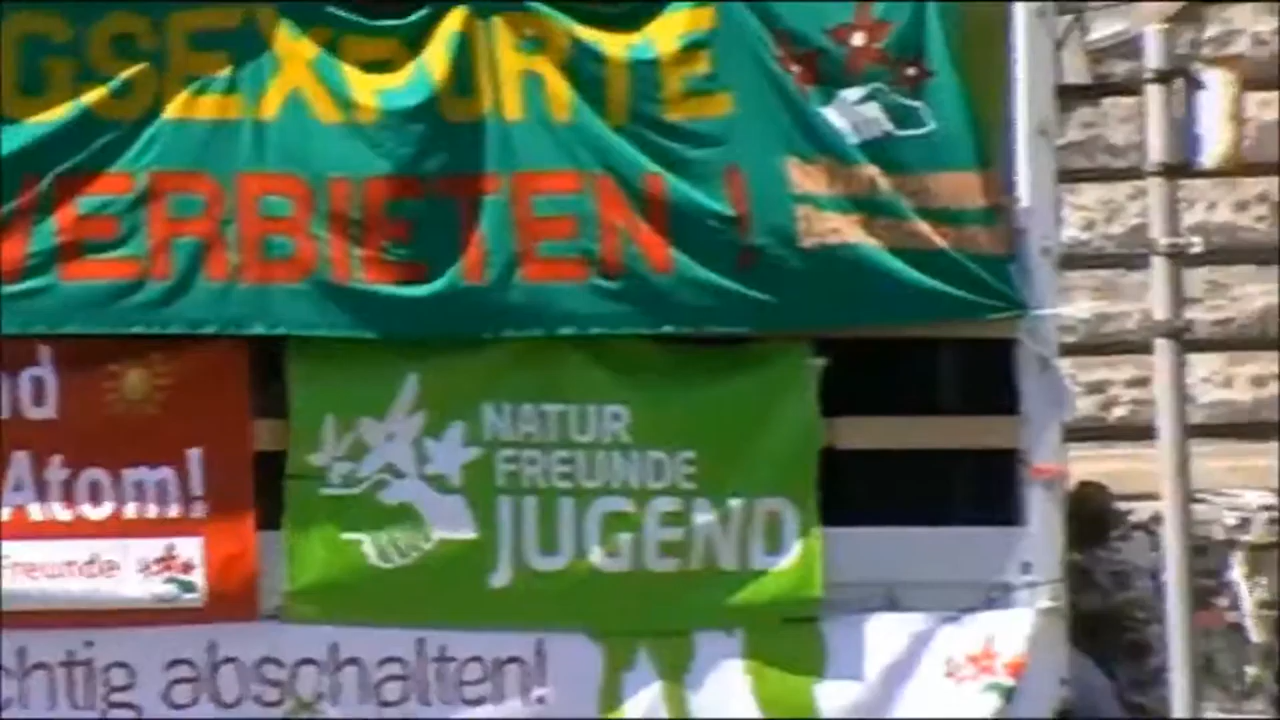 GSEXPORTE
VERBIETEN !
nd
Atom!
Freunde
NATUR
FREUNDE
JUGEND
chtig abschalten!